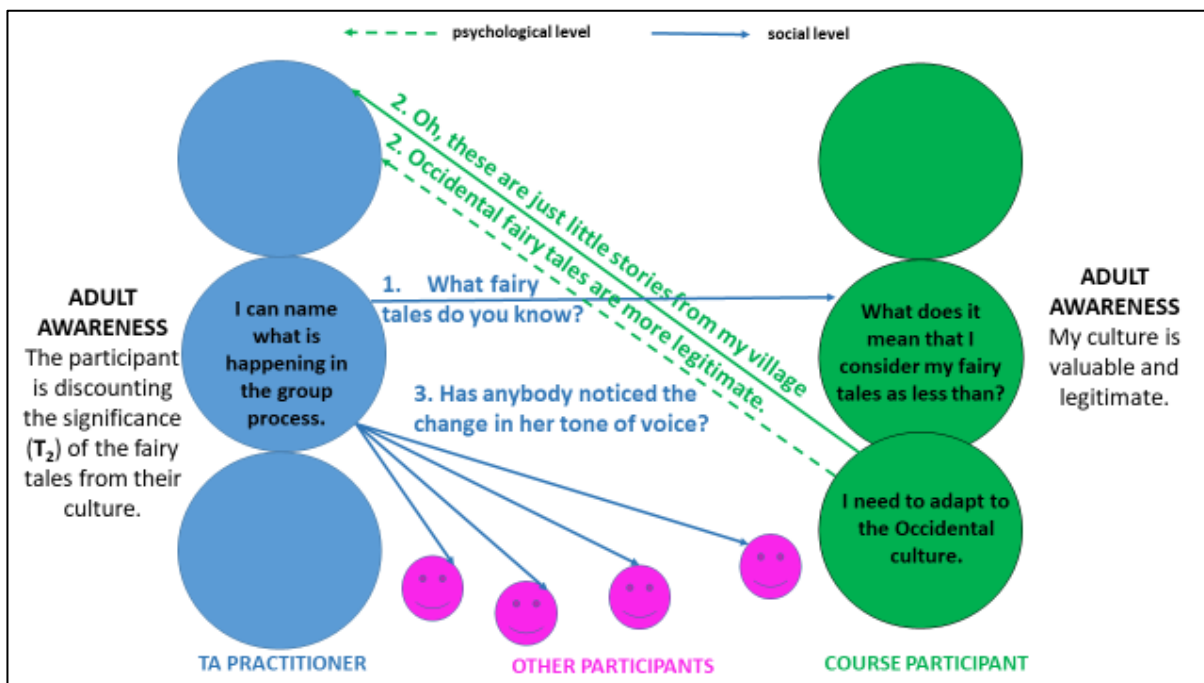 psychological level
social level
2. Oh, these are just little stories from my village
2. Occidental fairy tales are more legitimate.
ADULT
AWARENESS
The participant
is discounting
the significance
(T₂) of the fairy
tales from their
culture.
I can name
what is
happening in
the group
process.
1. What fairy
tales do you know?
3. Has anybody noticed the
change in her tone of voice?
What does it
mean that I
consider my fairy
tales as less than?
I need to adapt to
the Occidental
culture.
ADULT
AWARENESS
My culture is
valuable and
legitimate.
TA PRACTITIONER
OTHER PARTICIPANTS
COURSE PARTICIPANT